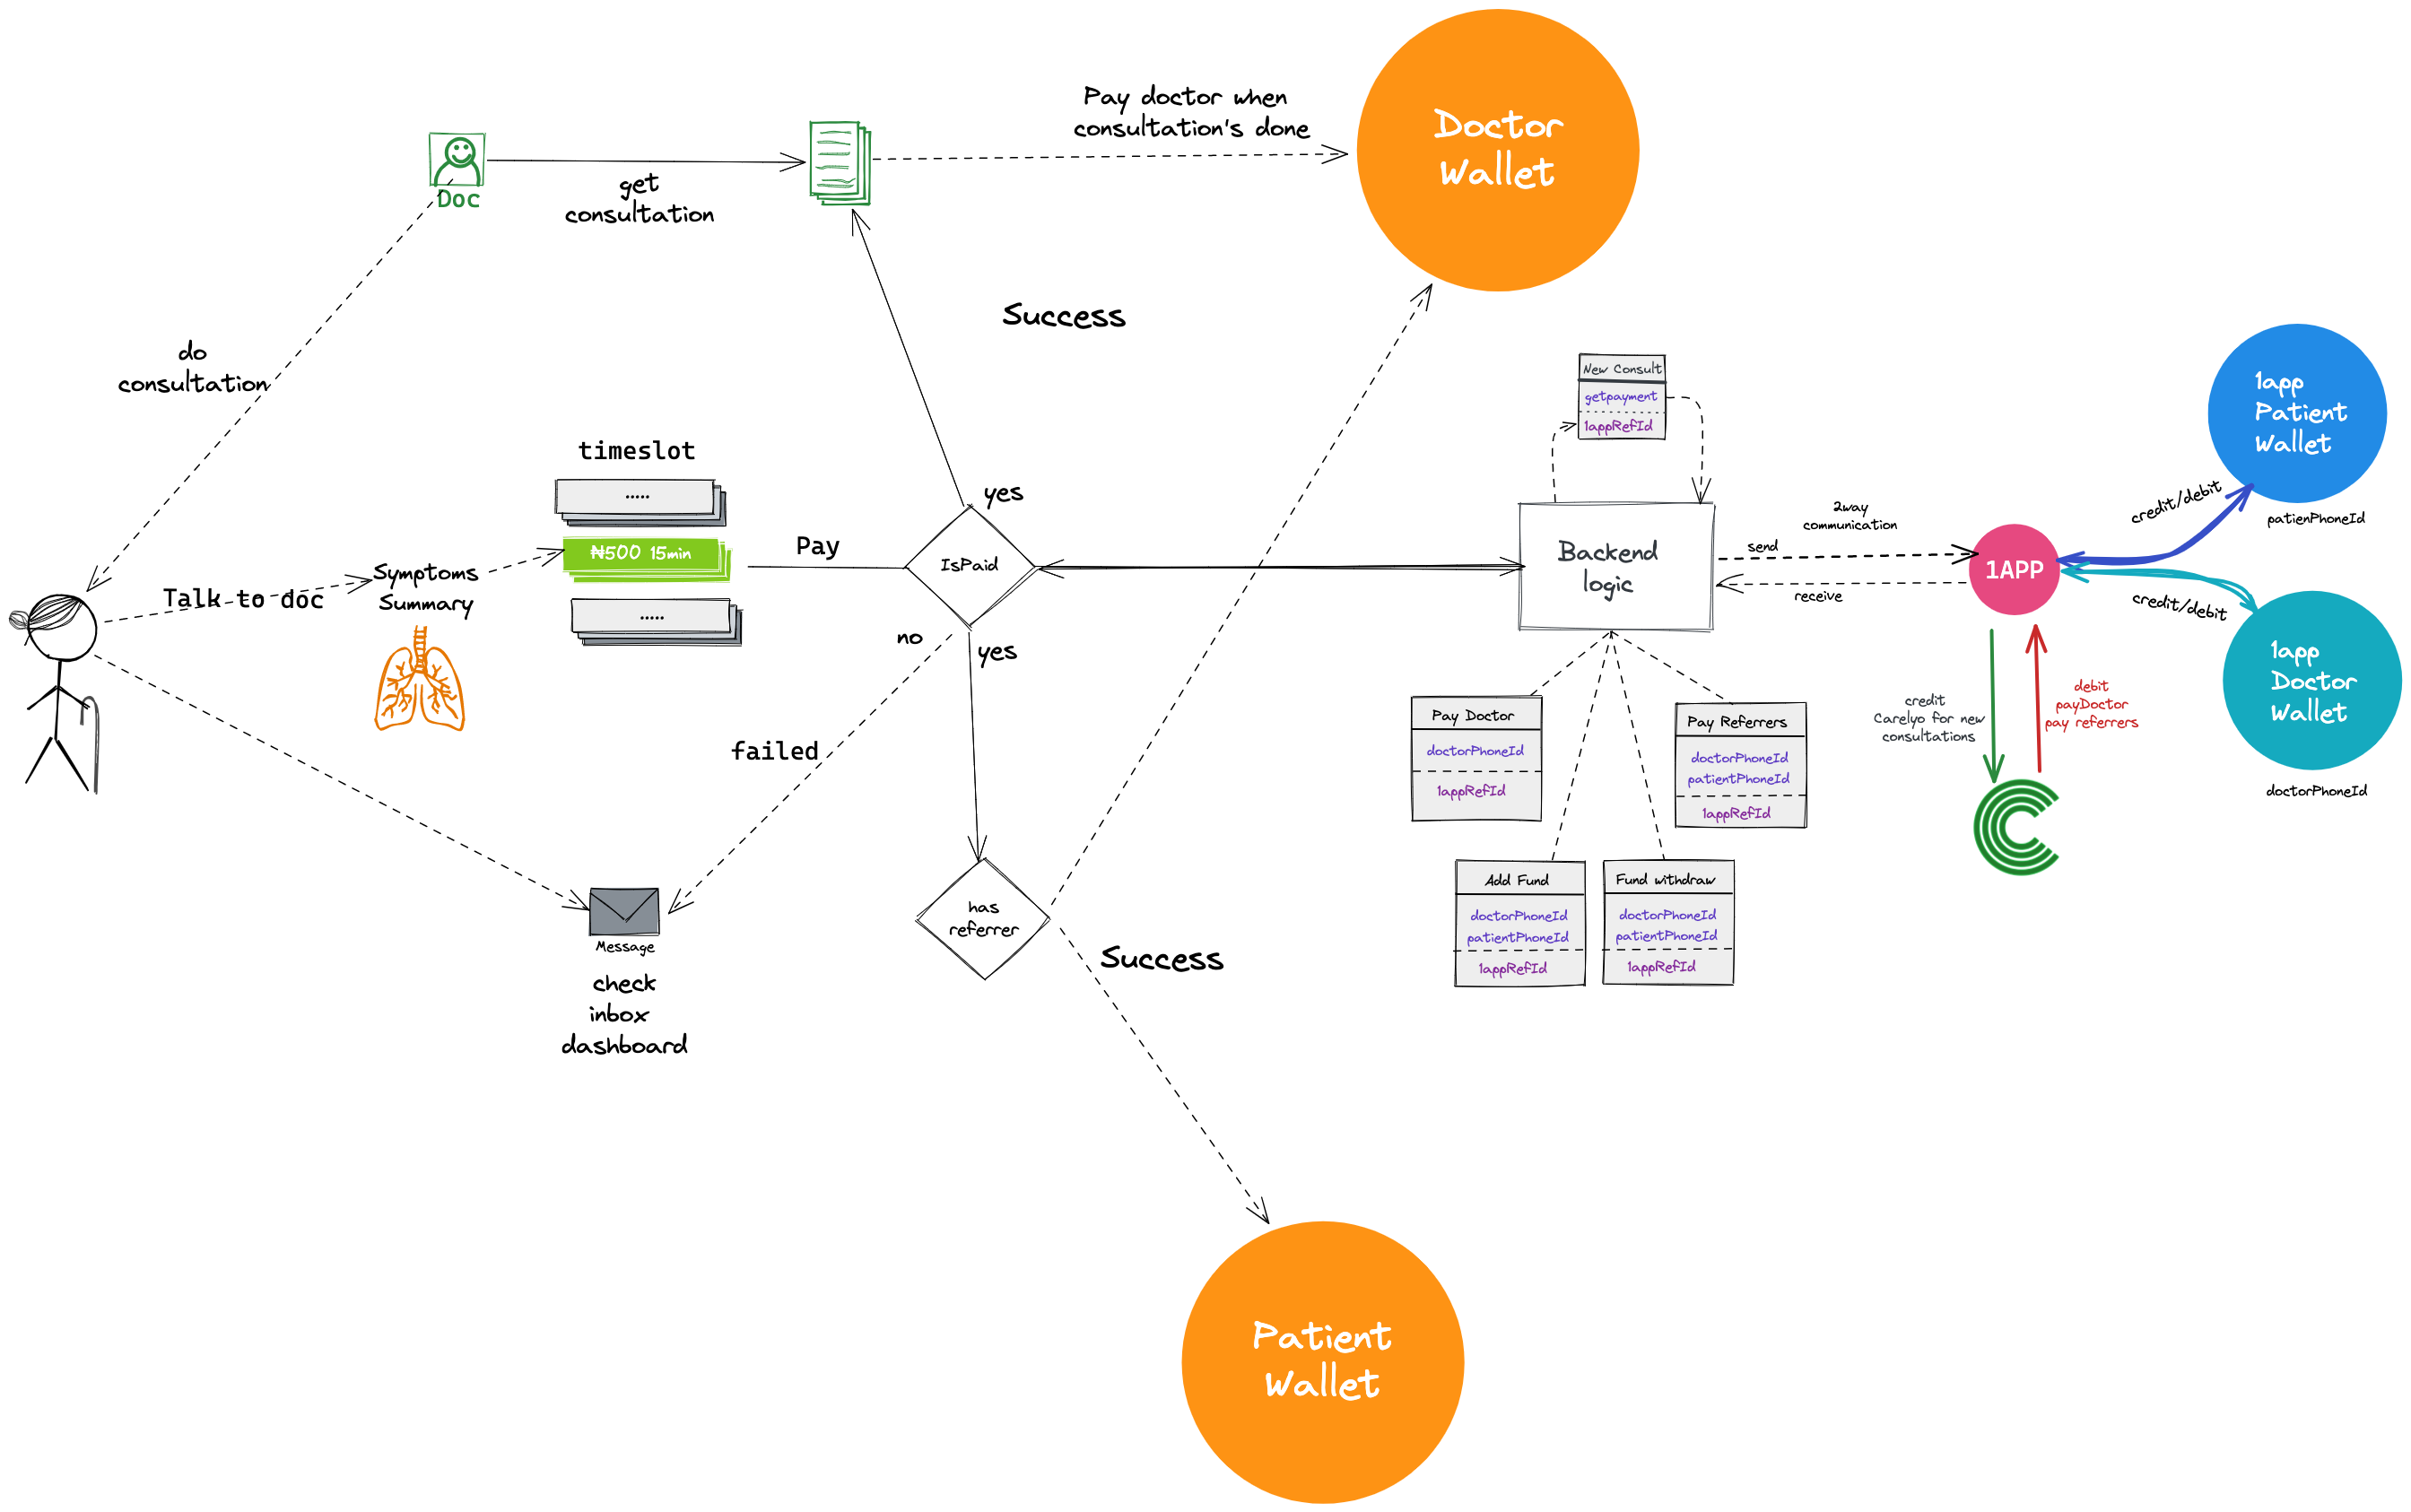 Pay doctor when
consultation's done
Doctor
Wallet
Doc
get
consultation
Success
do
consultation
timeslot
.....
₦500 15min
.....
Talk to doc
Symptoms
Summary
Pay
yes
IsPaid
no
yes
failed
Message
check
inbox
dashboard
has
referrer
Success
Patient
Wallet
New Consult
getpayment
1appRefId
Backend
logic
2way
communication
send
receive
Pay Doctor
doctorPhoneId
1appRefId
Pay Referrers
doctorPhoneId
patientPhoneId
1appRefId
Add Fund
doctorPhoneId
patientPhoneId
1appRefId
Fund withdraw
doctorPhoneId
patientPhoneId
1appRefId
1APP
credit/debit
1app
Patient
Wallet
patienPhoneId
credit/debit
1app
Doctor
Wallet
doctorPhoneId
credit
Carelyo for new
consultations
debit
payDoctor
pay referrers